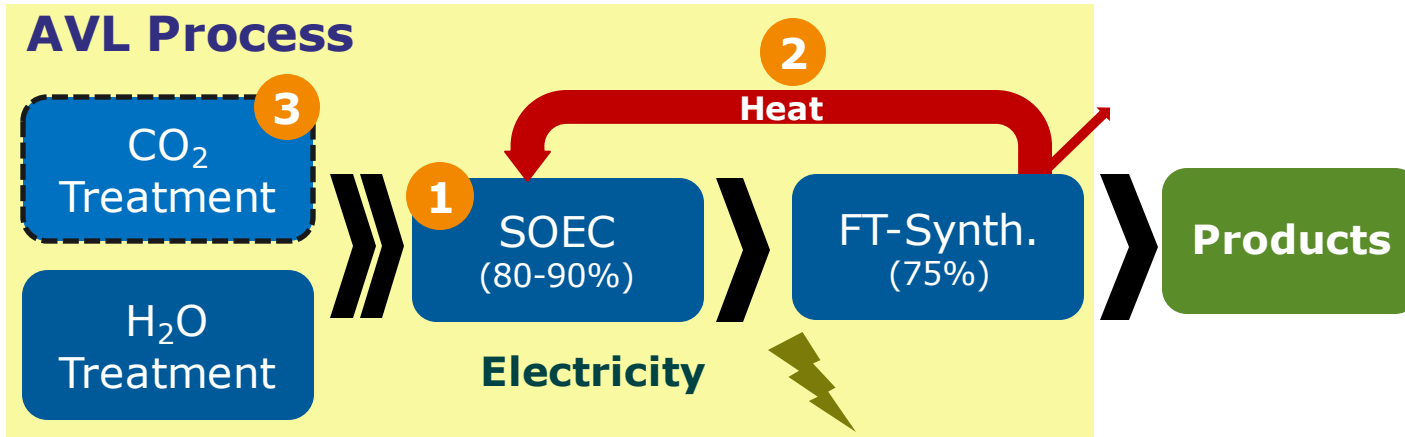 AVL Process
3
CO₂
Treatment
H₂O
Treatment
1
SOEC
(80-90%)
2
Heat
FT-Synth.
(75%)
Electricity
Products